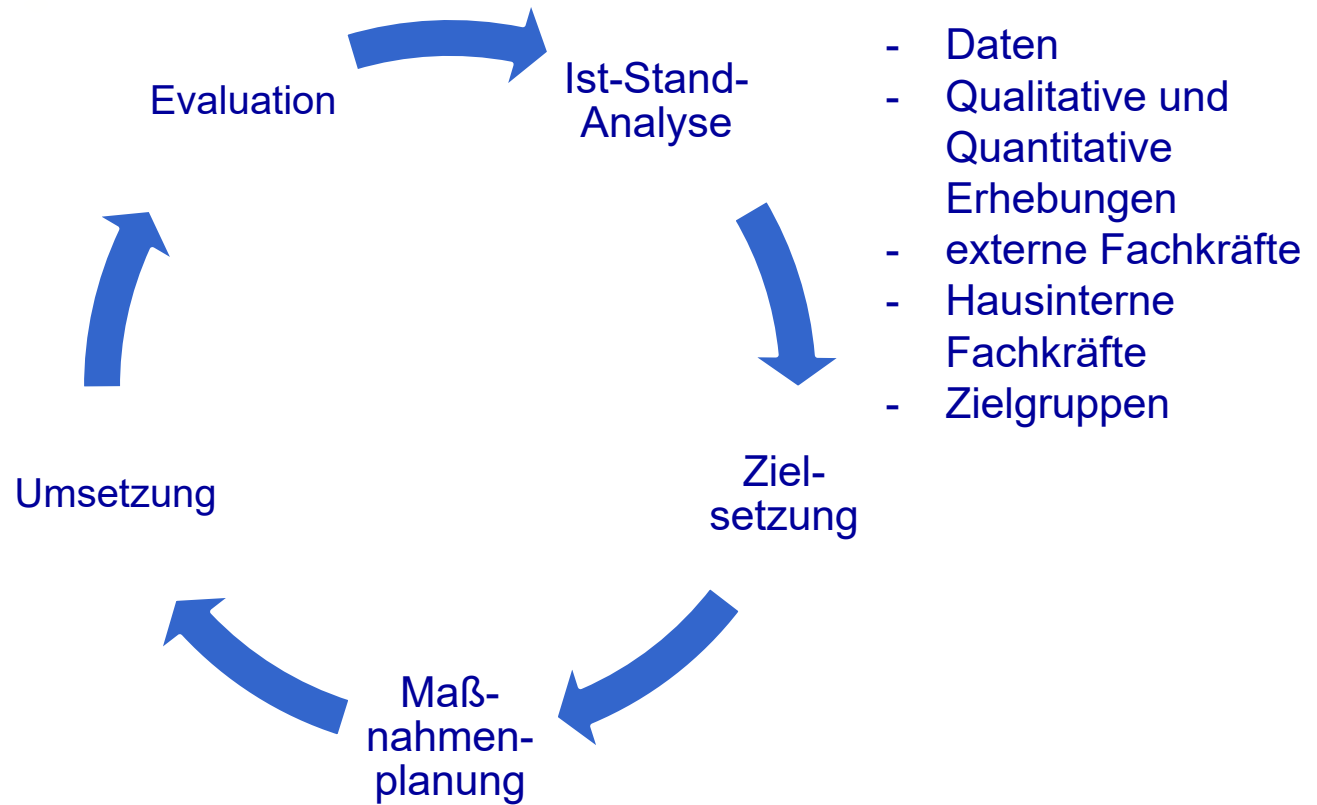 Evaluation
Ist-Stand-
Analyse
- Daten
- Qualitative und
Quantitative
Erhebungen
- externe Fachkräfte
- Hausinterne
Fachkräfte
- Zielgruppen
Ziel-
setzung
Maß-
nahmen-
planung
Umsetzung